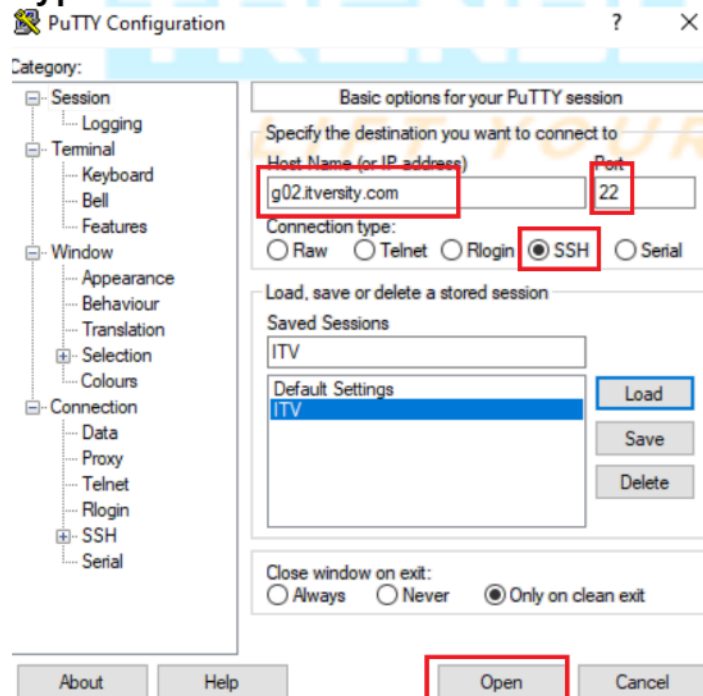 PuTTY Configuration ? ×
Category:
Session
Logging
Terminal
Keyboard
Bell
Features
Window
Appearance
Behaviour
Translation
Selection
Colours
Connection
Data
Proxy
Telnet
Rlogin
SSH
Serial
Basic options for your PuTTY session
Specify the destination you want to connect to
Host Name (or IP address) Port
g02.itversity.com 22
Connection type:
Raw Telnet Rlogin SSH Serial
Load, save or delete a stored session
Saved Sessions
ITV
Default Settings
ITV
Load
Save
Delete
Close window on exit:
Always Never Only on clean exit
About Help Open Cancel